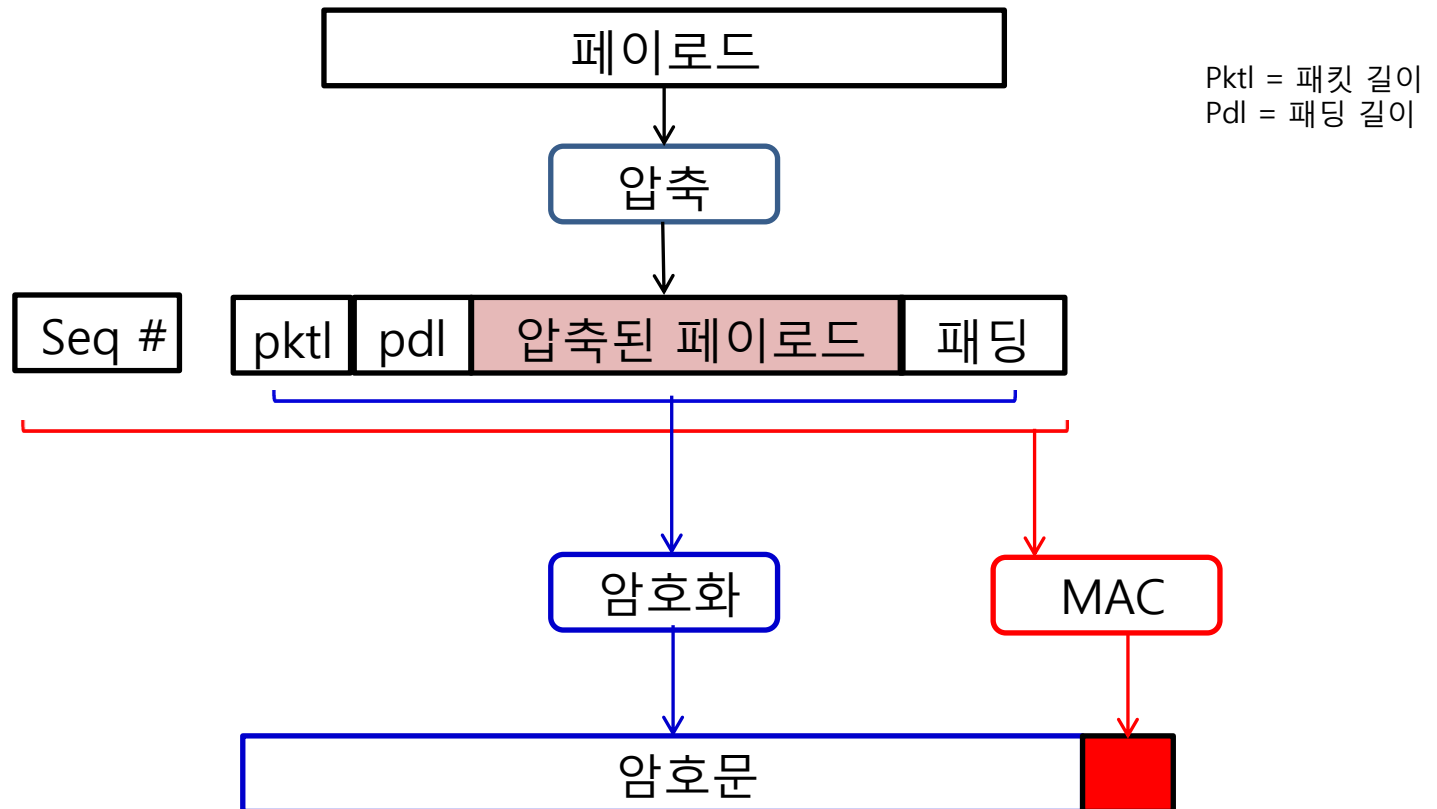 페이로드
Pktl = 패킷 길이
Pdl = 패딩 길이
압축
Seq # pktl pdl 압축된 페이로드 패딩
암호화 MAC
암호문